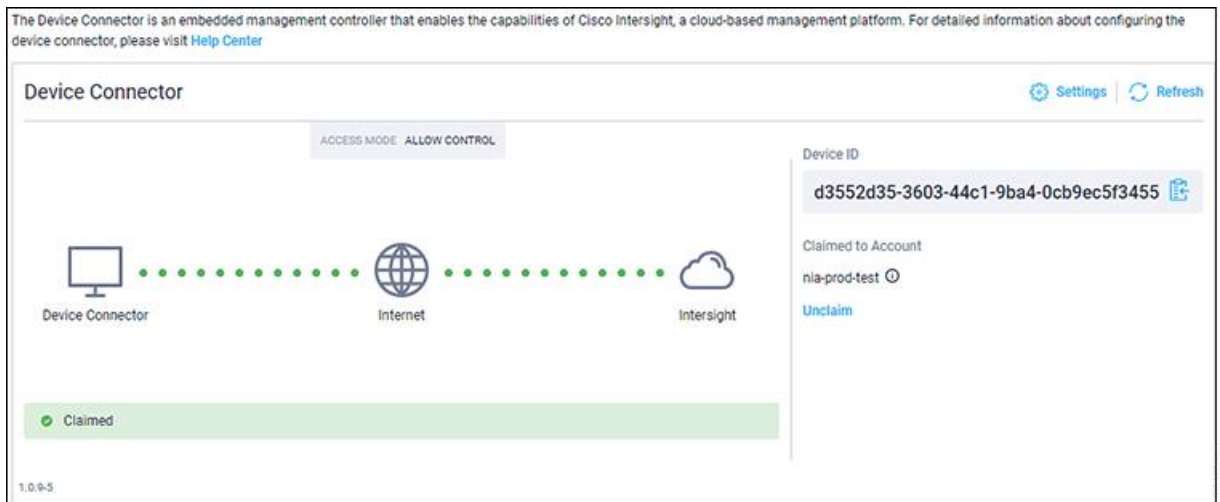 The Device Connector is an embedded management controller that enables the capabilities of Cisco Intersight, a cloud-based management platform. For detailed information about configuring the
device connector, please visit Help Center
Device Connector
Settings
Refresh
ACCESS MODE ALLOW CONTROL
Device ID
d3552d35-3603-44c1-9ba4-0cb9ec5f3455
Claimed to Account
nia-prod-test
Unclaim
Device Connector
Internet
Intersight
Claimed
1.0.9-5